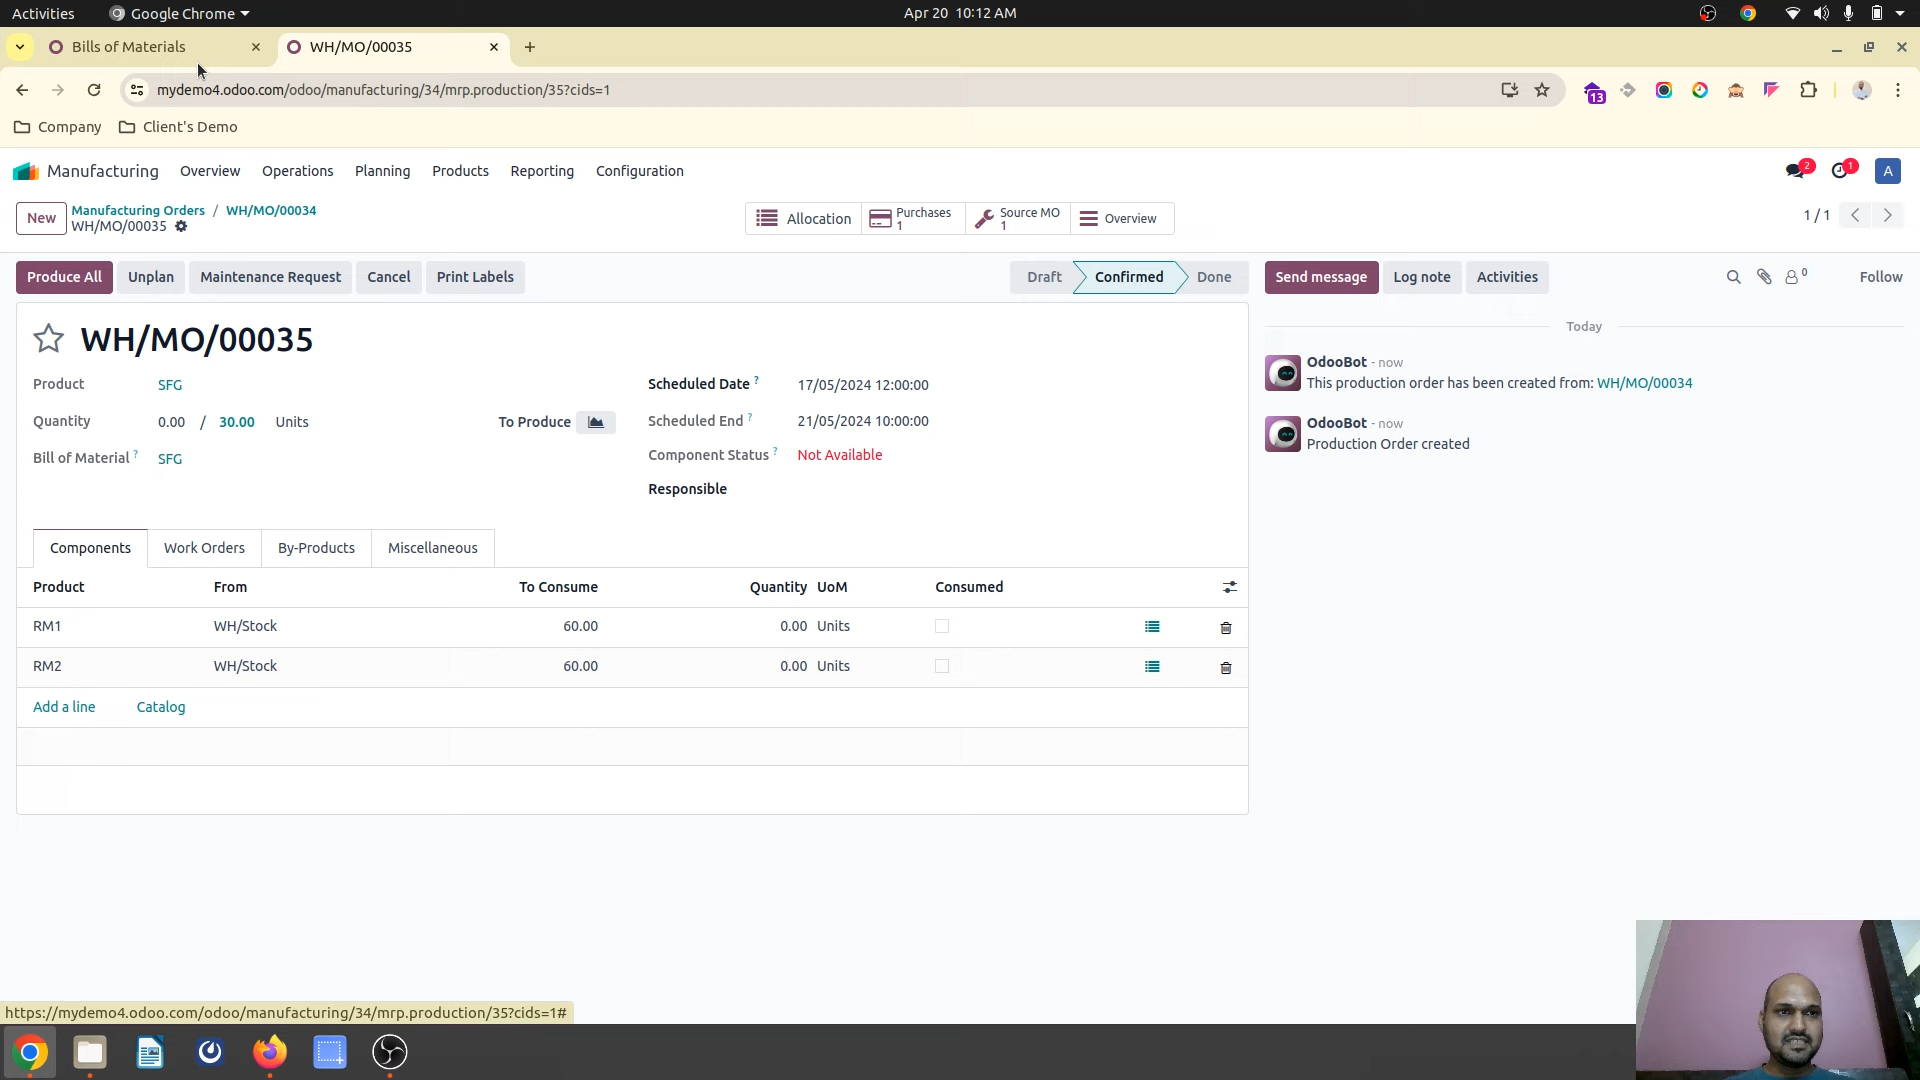 Activities Google Chrome Apr 20 10:12 AM
Bills of Materials WH/MO/00035
mydemo4.odoo.com/odoo/manufacturing/34/mrp.production/35?cids=1 13
Company Client's Demo
Manufacturing Overview Operations Planning Products Reporting Configuration 2 1 A
New Manufacturing Orders / WH/MO/00034
WH/MO/00035
Allocation Purchases 1 Source MO 1 Overview 1 / 1
Produce All Unplan Maintenance Request Cancel Print Labels Draft Confirmed Done Send message Log note Activities 0 Follow
WH/MO/00035
Product SFG
Quantity 0.00 / 30.00 Units To Produce
Bill of Material ? SFG
Scheduled Date ? 17/05/2024 12:00:00
Scheduled End ? 21/05/2024 10:00:00
Component Status ? Not Available
Responsible
Today
OdooBot - now
This production order has been created from: WH/MO/00034
OdooBot - now
Production Order created
Components Work Orders By-Products Miscellaneous
Product From To Consume Quantity UoM Consumed
RM1 WH/Stock 60.00 0.00 Units
RM2 WH/Stock 60.00 0.00 Units
Add a line Catalog
https://mydemo4.odoo.com/odoo/manufacturing/34/mrp.production/35?cids=1#